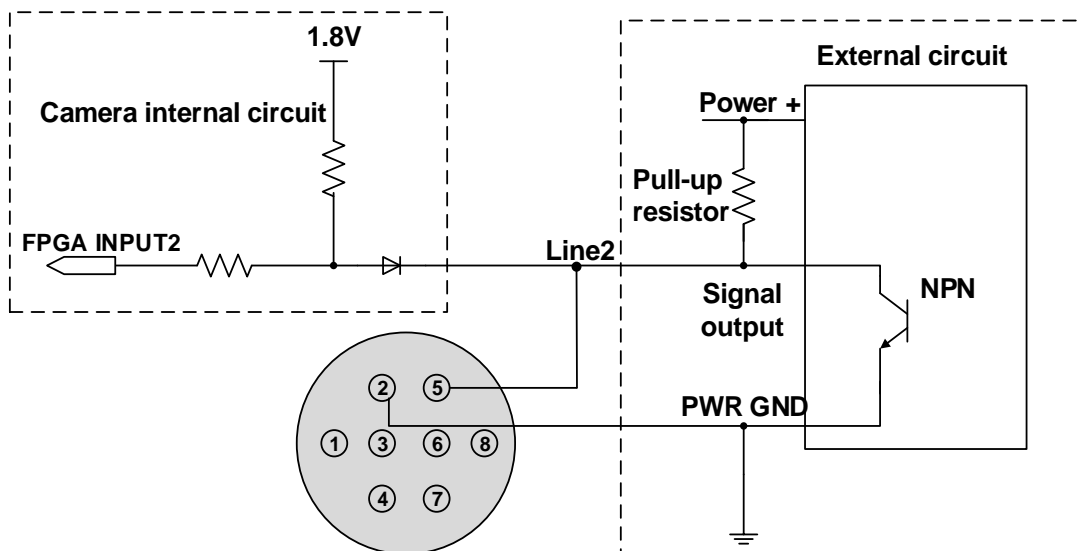 1.8V
Camera internal circuit
FPGA INPUT2
External circuit
Power +
Pull-up
resistor
Line2
Signal
output
NPN
PWR GND
2 5
1 3 6 8
4 7